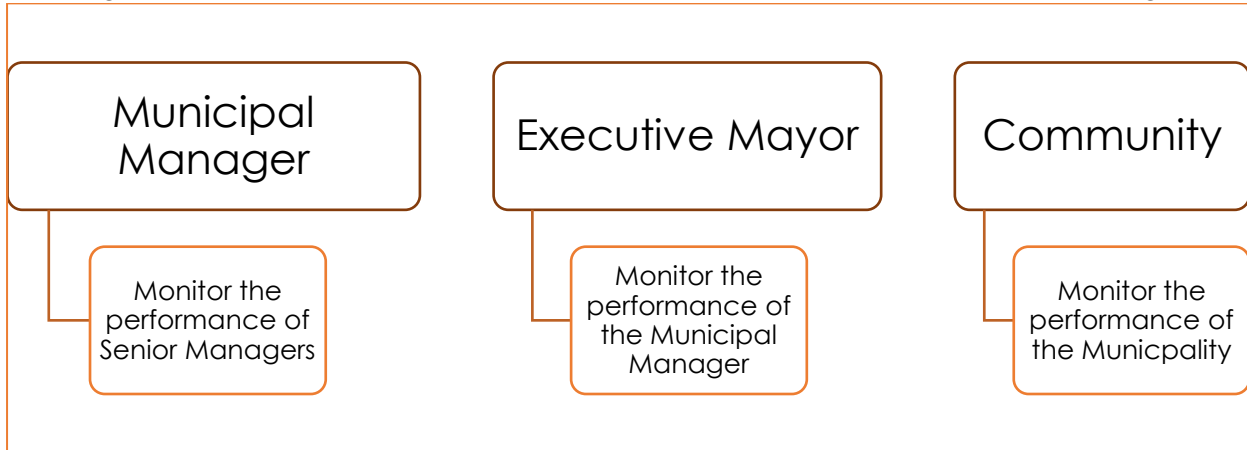 Municipal
Manager
Executive Mayor
Community
Monitor the
performance of
Senior Managers
Monitor the
performance of
the Municipal
Manager
Monitor the
performance of
the Municpality